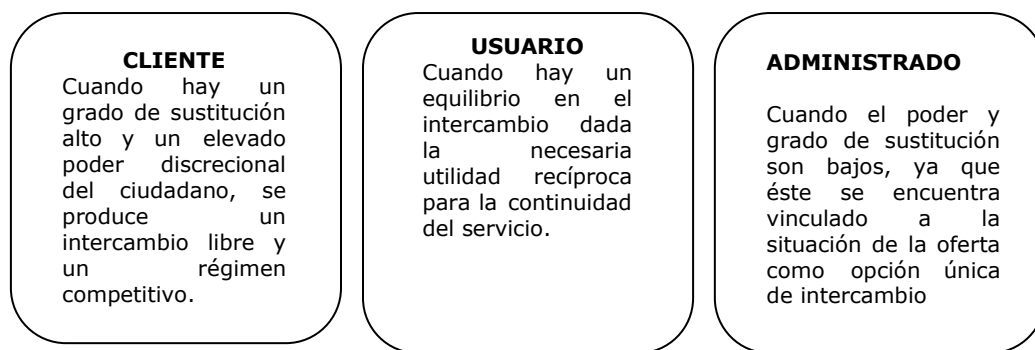 CLIENTE
Cuando hay un
grado de sustitución
alto y un elevado
poder discrecional
del ciudadano, se
produce un
intercambio libre y
un régimen
competitivo.
USUARIO
Cuando hay un
equilibrio en el
intercambio dada
la necesaria
utilidad recíproca
para la continuidad
del servicio.
ADMINISTRADO
Cuando el poder y
grado de sustitución
son bajos, ya que
éste se encuentra
vinculado a la
situación de la oferta
como opción única
de intercambio